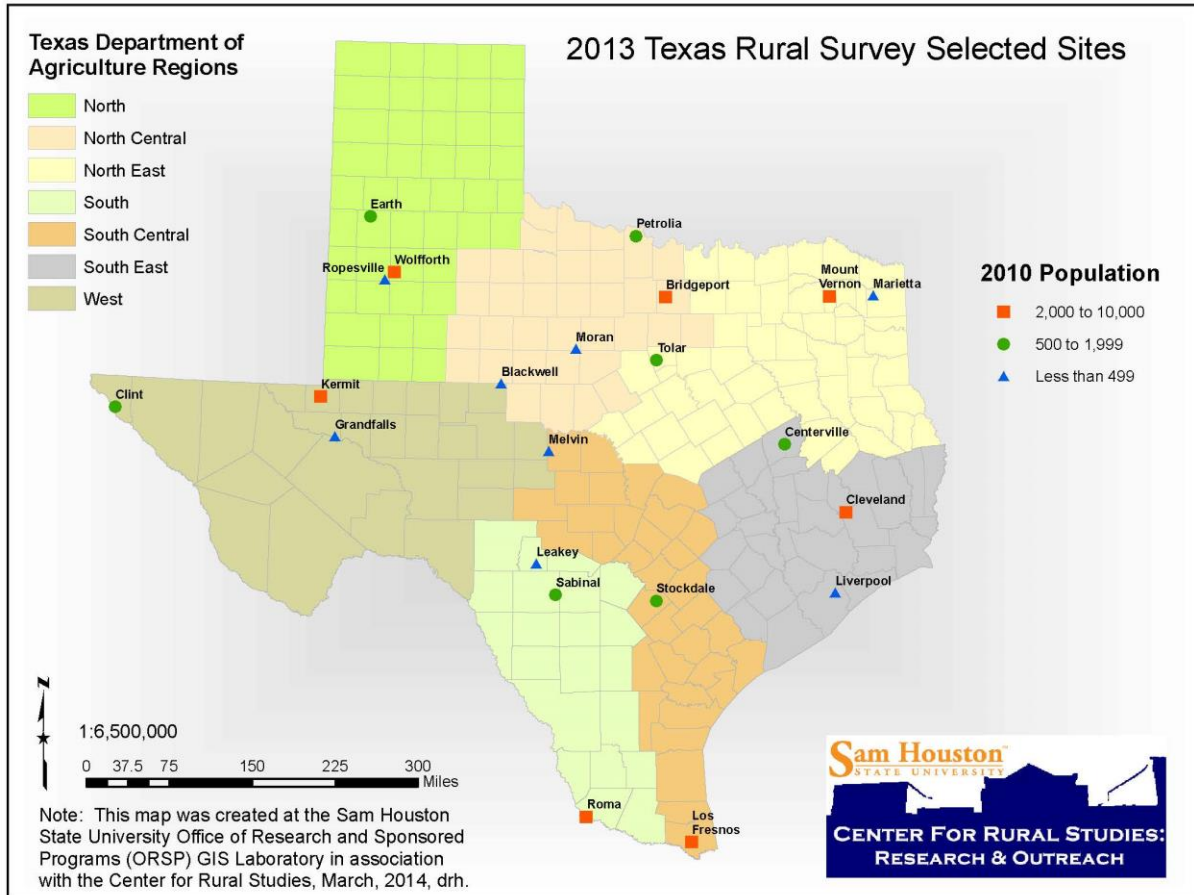 2013 Texas Rural Survey Selected Sites
Texas Department of
Agriculture Regions
North
North Central
North East
South
South Central
South East
West
Earth
Petrolia
Wolfforth
Ropesville
Bridgeport
Mount
Vernon
Marietta
Moran
Tolar
Blackwell
Kermit
Clint
Grandfalls
Melvin
Centerville
Cleveland
Leakey
Sabinal
Stockdale
Liverpool
Roma
Los
Fresnos
2010 Population
2,000 to 10,000
500 to 1,999
Less than 499
N
1:6,500,000
0 37.5 75 150 225 300
Miles
Note: This map was created at the Sam Houston
State University Office of Research and Sponsored
Programs (ORSP) GIS Laboratory in association
with the Center for Rural Studies, March, 2014, drh.
Sam Houston™
STATE UNIVERSITY
CENTER FOR RURAL STUDIES:
RESEARCH & OUTREACH